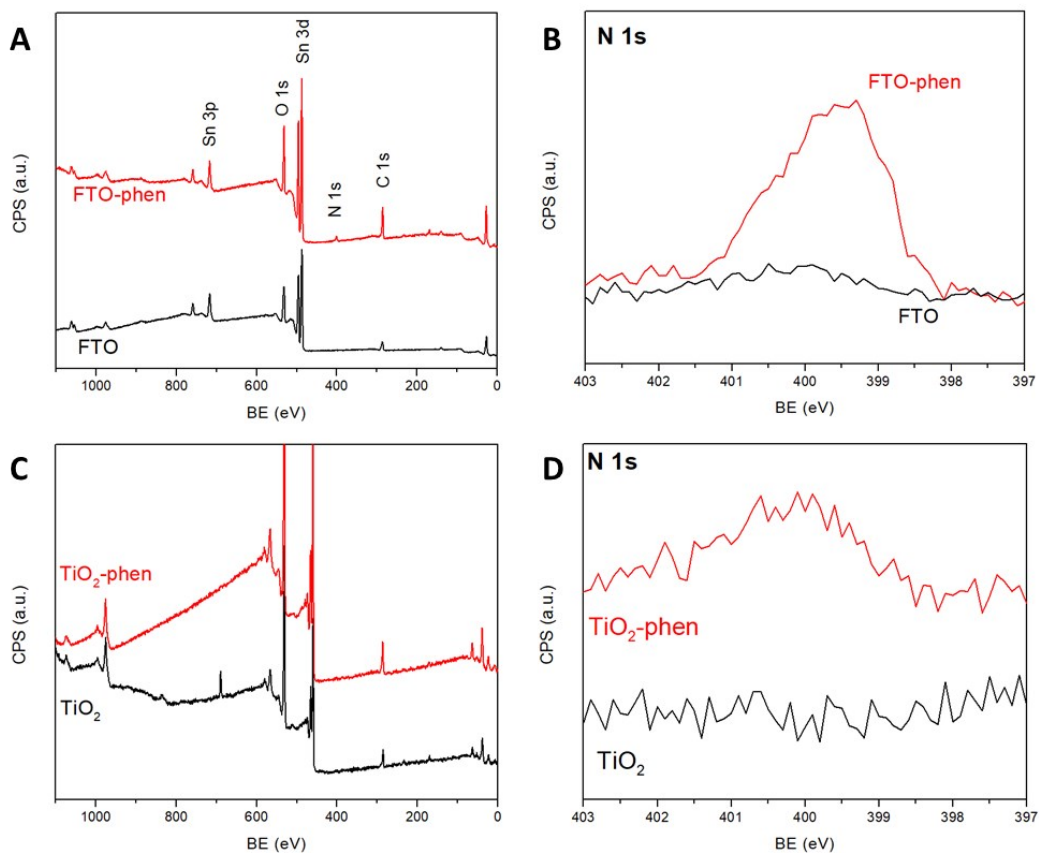 A
CPS (a.u.)
Sn 3p
O 1s
Sn 3d
N 1s
C 1s
FTO-phen
FTO
1000 800 600 400 200 0
BE (eV)
B
N 1s
CPS (a.u.)
FTO-phen
FTO
403 402 401 400 399 398 397
BE (eV)
C
CPS (a.u.)
TiO₂-phen
TiO₂
1000 800 600 400 200 0
BE (eV)
D
N 1s
CPS (a.u.)
TiO₂-phen
TiO₂
403 402 401 400 399 398 397
BE (eV)